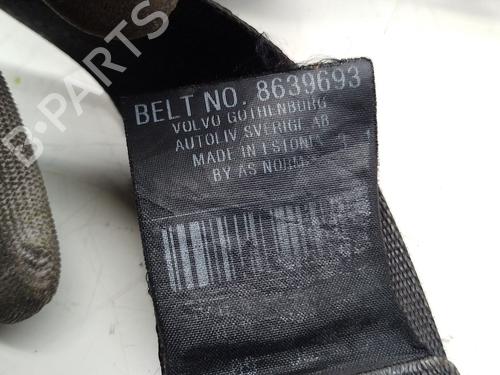 BELT NO. 8639693
VOLVO GOTHENBURG
AUTOLIV SVERIGE AB
MADE IN ESTONIA
BY AS NORMA
B-PARTS